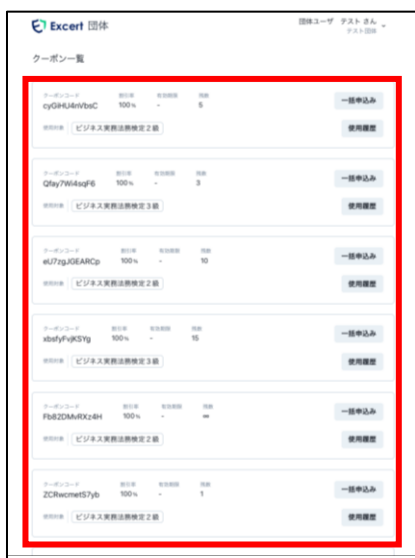 Excert 団体
団体ユーザ テスト さん
テスト団体
クーポン一覧
クーポンコード 割引率 有効期限 残数
cyGiHU4nVbsC 100% - 5
一括申込み
使用対象 ビジネス実務法務検定2級
使用履歴
クーポンコード 割引率 有効期限 残数
Qfay7Wi4sqF6 100% - 3
一括申込み
使用対象 ビジネス実務法務検定3級
使用履歴
クーポンコード 割引率 有効期限 残数
eU7zgJGEARCp 100% - 10
一括申込み
使用対象 ビジネス実務法務検定2級
使用履歴
クーポンコード 割引率 有効期限 残数
xbsfyFvjKSYg 100% - 15
一括申込み
使用対象 ビジネス実務法務検定3級
使用履歴
クーポンコード 割引率 有効期限 残数
Fb82DMvRXz4H 100% - ∞
一括申込み
使用対象 ビジネス実務法務検定2級
使用履歴
クーポンコード 割引率 有効期限 残数
ZCRwcmetS7yb 100% - 1
一括申込み
使用対象 ビジネス実務法務検定2級
使用履歴